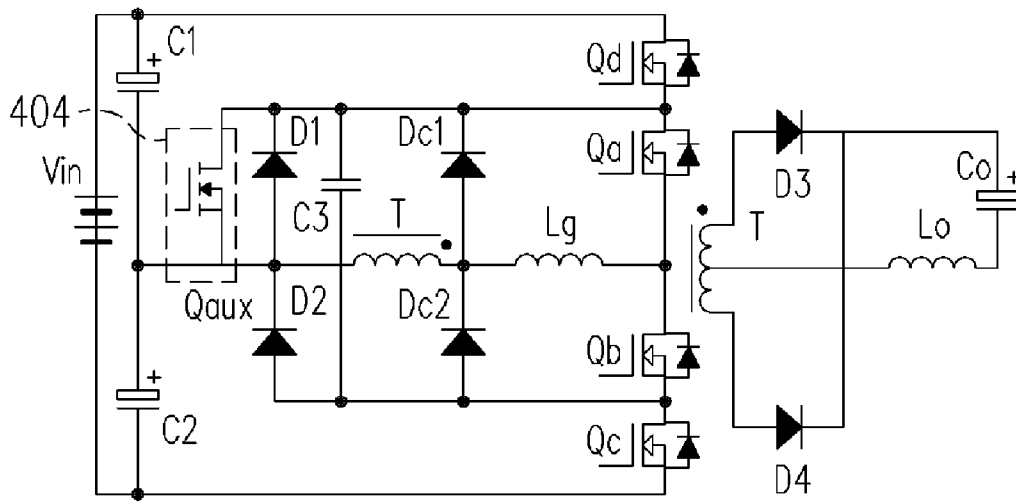 C1
+
Qd
404
D1
Dc1
Qa
Vin
D3
Co
+
C3
T
Lg
T
Lo
Qaux
D2
Dc2
Qb
+
C2
Qc
D4